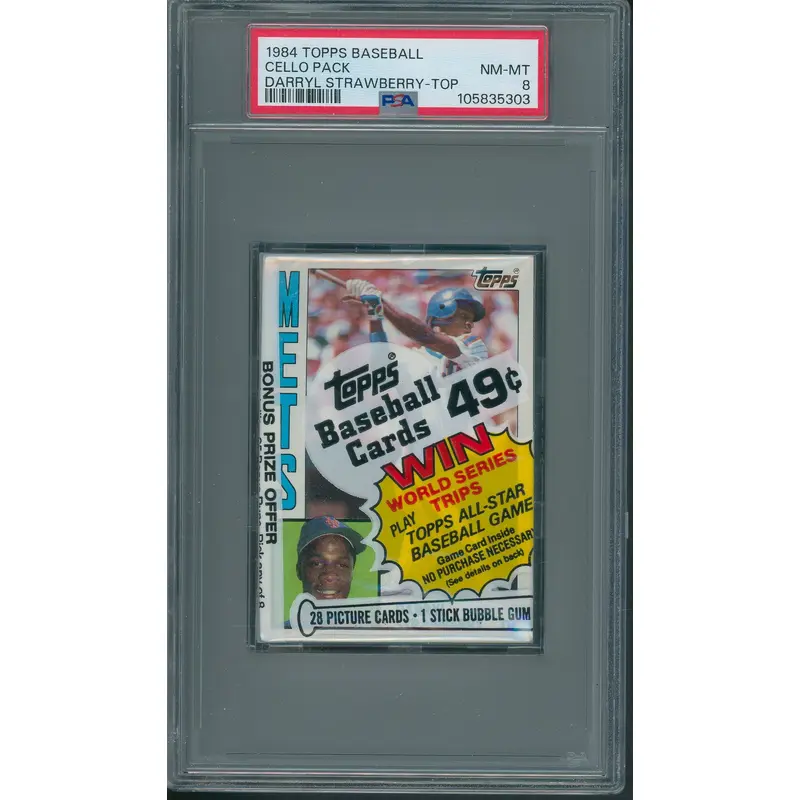 1984 TOPPS BASEBALL
CELLO PACK
NM-MT
DARRYL STRAWBERRY-TOP
8
PSA
105835303
METS
Topps
Topps
Baseball
Cards
49¢
BONUS PRIZE OFFER
WIN
WORLD SERIES
TRIPS
PLAY
TOPPS ALL-STAR
BASEBALL GAME
Game Card Inside
NO PURCHASE NECESSARY
(See details on back)
28 PICTURE CARDS • 1 STICK BUBBLE GUM
PSA